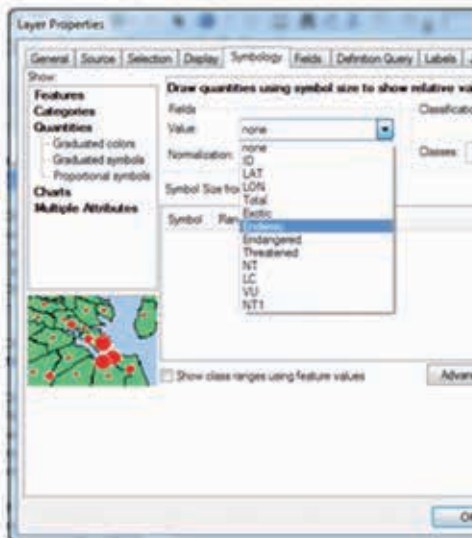 Layer Properties
General Source Selection Display Symbology Fields Definition Query Labels
Show:
Features
Categories
Quantities
Graduated colors
Graduated symbols
Proportional symbols
Charts
Multiple Attributes
Draw quantities using symbol size to show relative va
Fields
Value: none
Normalization:
none
ID
LAT
LON
Total
Exotic
Endemic
Endangered
Threatened
NT
LC
VU
NT1
Classificatio
Classes:
Symbol Size fro
Symbol Ran
Show class ranges using feature values
Advan